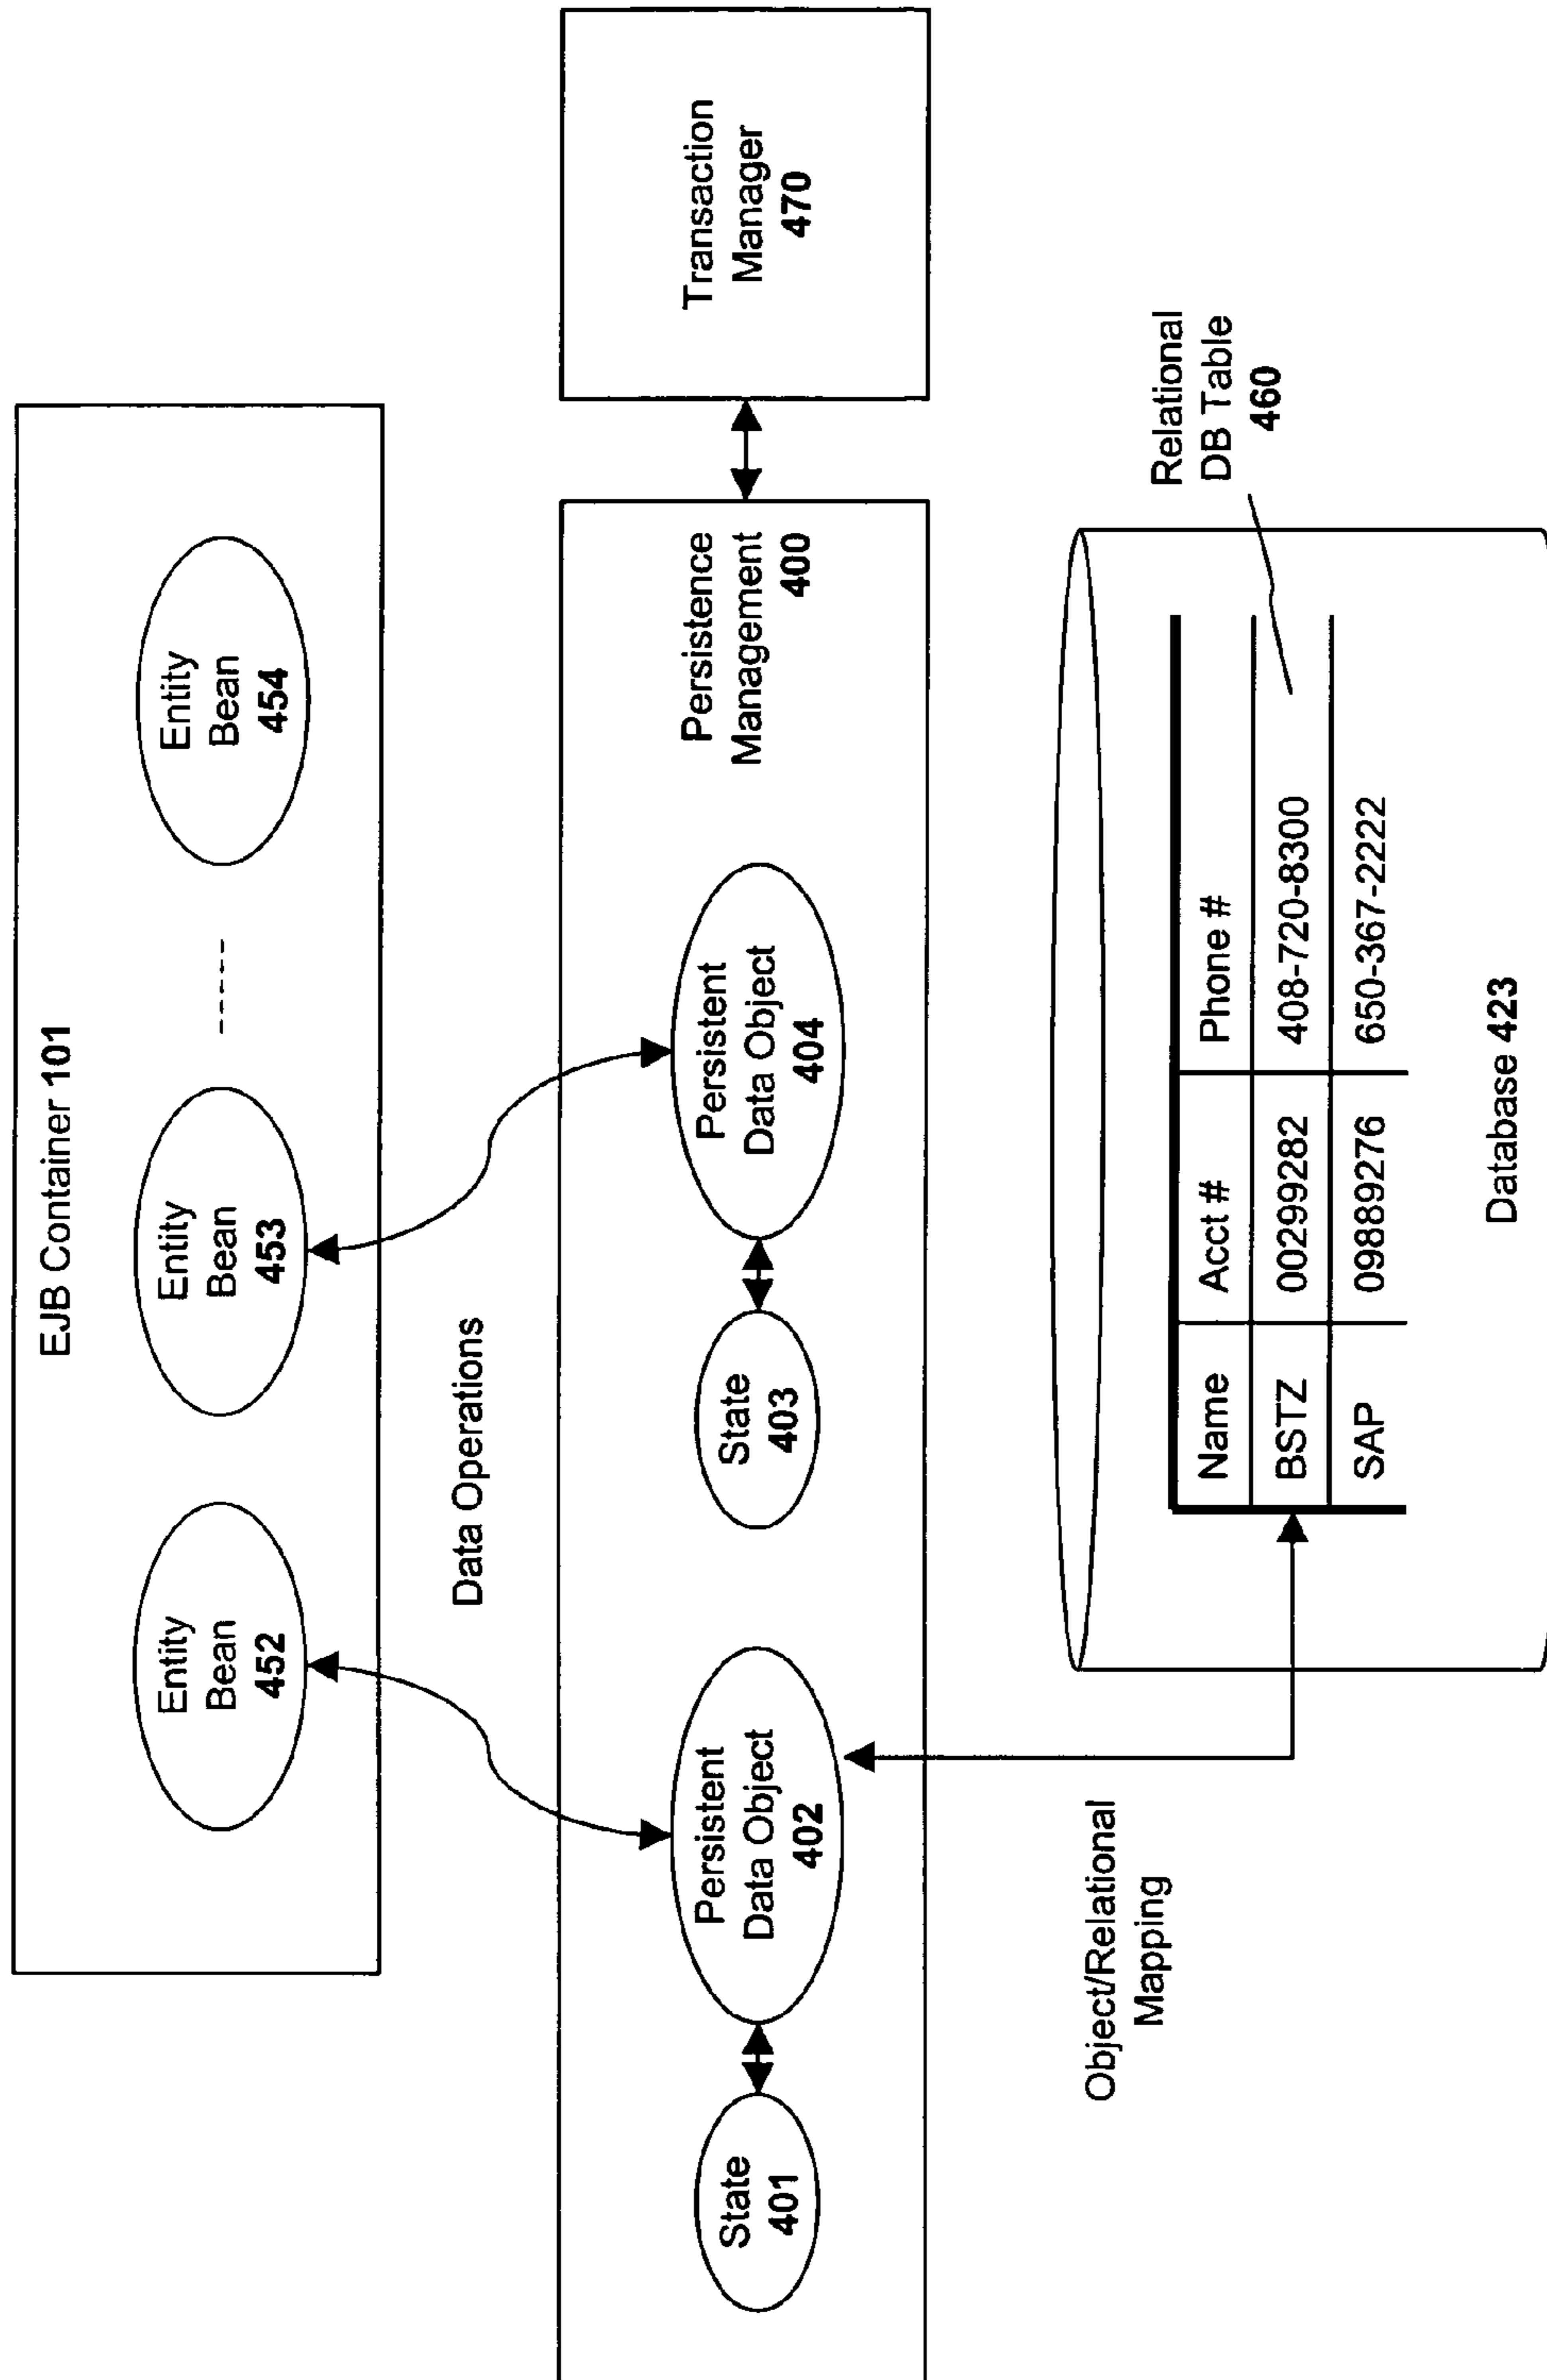 EJB Container 101
Entity
Bean
452
Entity
Bean
453
Entity
Bean
454
Data Operations
State
401
Persistent
Data Object
402
State
403
Persistent
Data Object
404
Persistence
Management
400
Transaction
Manager
470
Object/Relational
Mapping
Relational
DB Table
460
Name Acct # Phone #
BSTZ 00299282 408-720-8300
SAP 09889276 650-367-2222
Database 423